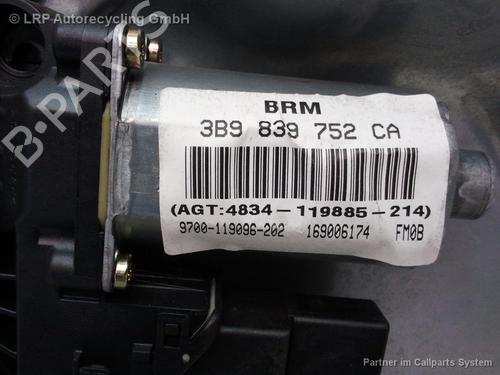 © LRP Autorecycling GmbH
B-PARTS
BRM
3B9 839 752 CA
(AGT:4834-119885-214)
9700-119096-202 169006174 FM0B
Partner im Callparts System